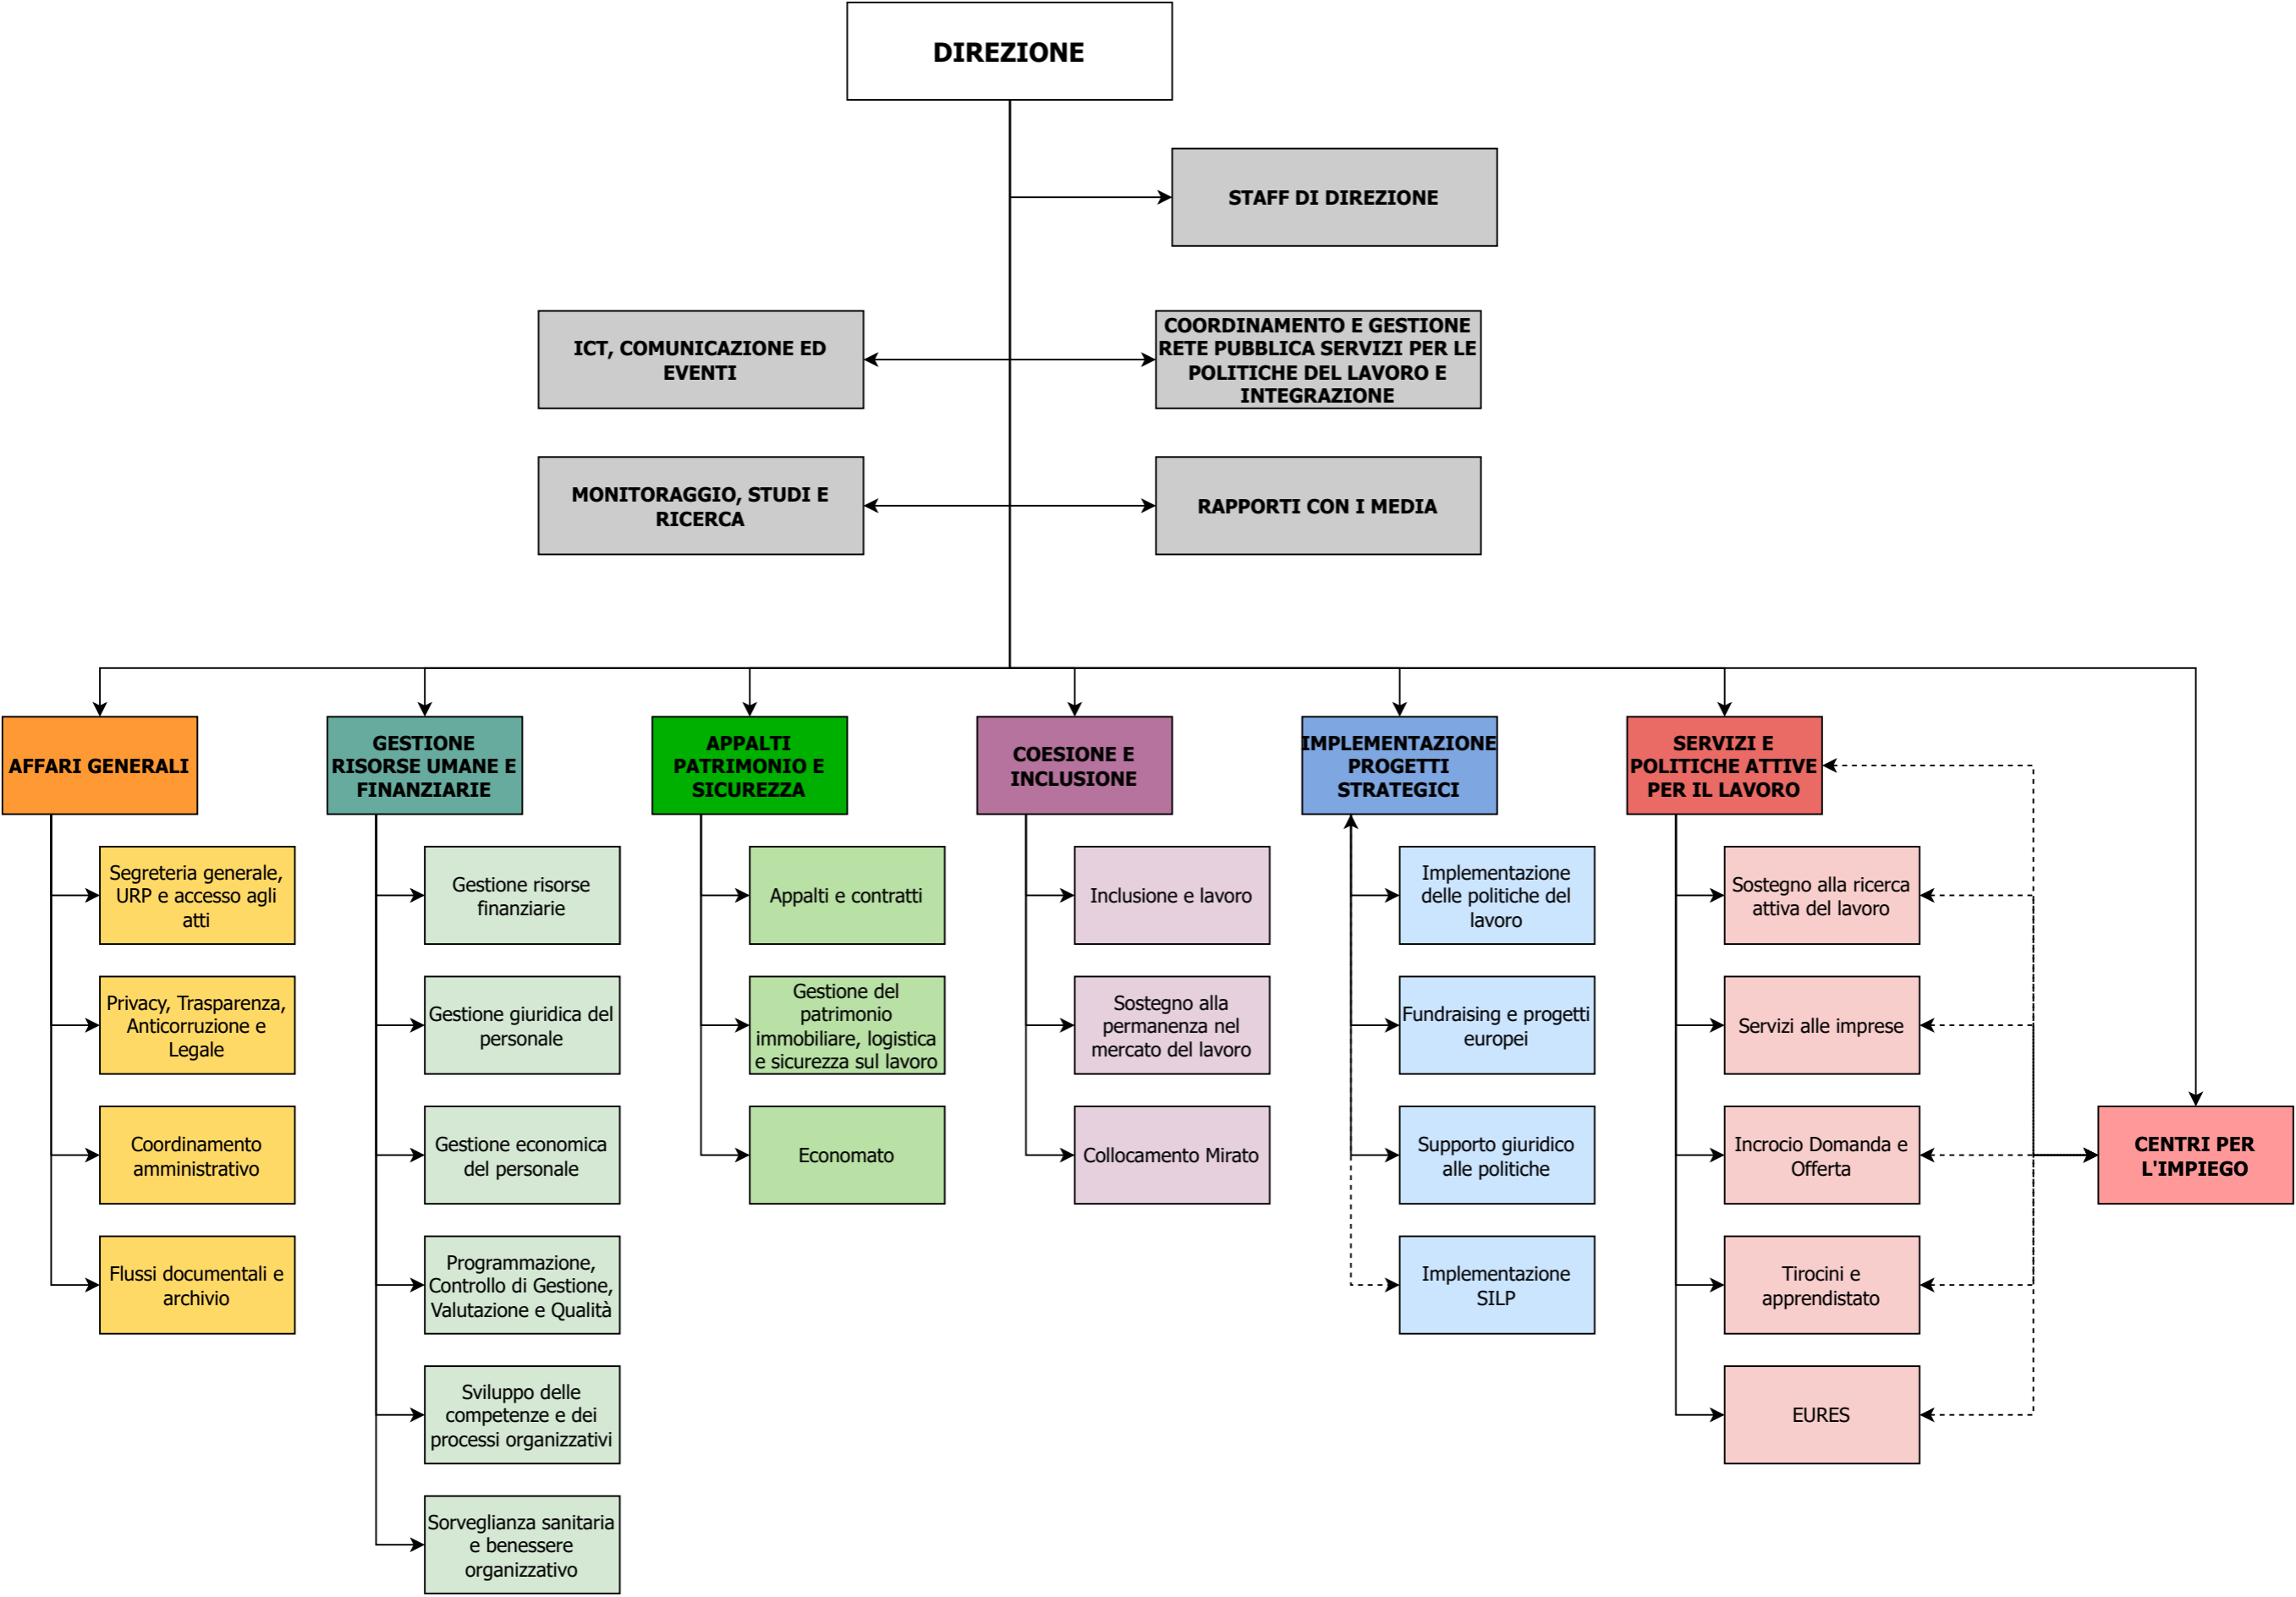 DIREZIONE
STAFF DI DIREZIONE
ICT, COMUNICAZIONE ED
EVENTI
COORDINAMENTO E GESTIONE
RETE PUBBLICA SERVIZI PER LE
POLITICHE DEL LAVORO E
INTEGRAZIONE
MONITORAGGIO, STUDI E
RICERCA
RAPPORTI CON I MEDIA
AFFARI GENERALI
Segreteria generale,
URP e accesso agli
atti
Privacy, Trasparenza,
Anticorruzione e
Legale
Coordinamento
amministrativo
Flussi documentali e
archivio
GESTIONE
RISORSE UMANE E
FINANZIARIE
Gestione risorse
finanziarie
Gestione giuridica del
personale
Gestione economica
del personale
Programmazione,
Controllo di Gestione,
Valutazione e Qualità
Sviluppo delle
competenze e dei
processi organizzativi
Sorveglianza sanitaria
e benessere
organizzativo
APPALTI
PATRIMONIO E
SICUREZZA
Appalti e contratti
Gestione del
patrimonio
immobiliare, logistica
e sicurezza sul lavoro
Economato
COESIONE E
INCLUSIONE
Inclusione e lavoro
Sostegno alla
permanenza nel
mercato del lavoro
Collocamento Mirato
IMPLEMENTAZIONE
PROGETTI
STRATEGICI
Implementazione
delle politiche del
lavoro
Fundraising e progetti
europei
Supporto giuridico
alle politiche
Implementazione
SILP
SERVIZI E
POLITICHE ATTIVE
PER IL LAVORO
Sostegno alla ricerca
attiva del lavoro
Servizi alle imprese
Incrocio Domanda e
Offerta
Tirocini e
apprendistato
EURES
CENTRI PER
L'IMPIEGO